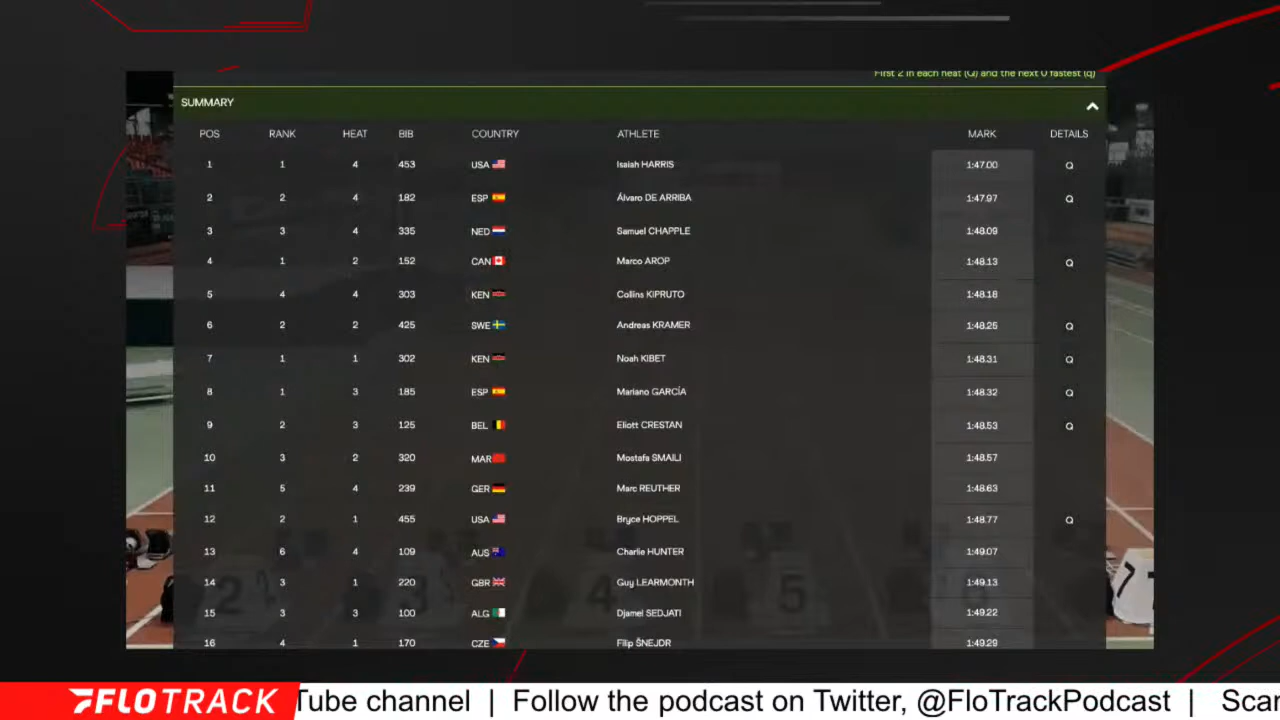 First 2 in each heat (Q) and the next 0 fastest (q)
SUMMARY
POS RANK HEAT BIB COUNTRY ATHLETE MARK DETAILS
1 1 4 453 USA Isaiah HARRIS 1:47.00 Q
2 2 4 182 ESP Álvaro DE ARRIBA 1:47.97 Q
3 3 4 335 NED Samuel CHAPPLE 1:48.09
4 1 2 152 CAN Marco AROP 1:48.13 Q
5 4 4 303 KEN Collins KIPRUTO 1:48.18
6 2 2 425 SWE Andreas KRAMER 1:48.25 Q
7 1 1 302 KEN Noah KIBET 1:48.31 Q
8 1 3 185 ESP Mariano GARCÍA 1:48.32 Q
9 2 3 125 BEL Eliott CRESTAN 1:48.53 Q
10 3 2 320 MAR Mostafa SMAILI 1:48.57
11 5 4 239 GER Marc REUTHER 1:48.63
12 2 1 455 USA Bryce HOPPEL 1:48.77 Q
13 6 4 109 AUS Charlie HUNTER 1:49.07
14 3 1 220 GBR Guy LEARMONTH 1:49.13
15 3 3 100 ALG Djamel SEDJATI 1:49.22
16 4 1 170 CZE Filip ŠNEJDR 1:49.29
2 3 4 5 6 7
FLOTRACK Tube channel | Follow the podcast on Twitter, @FloTrackPodcast | Scan